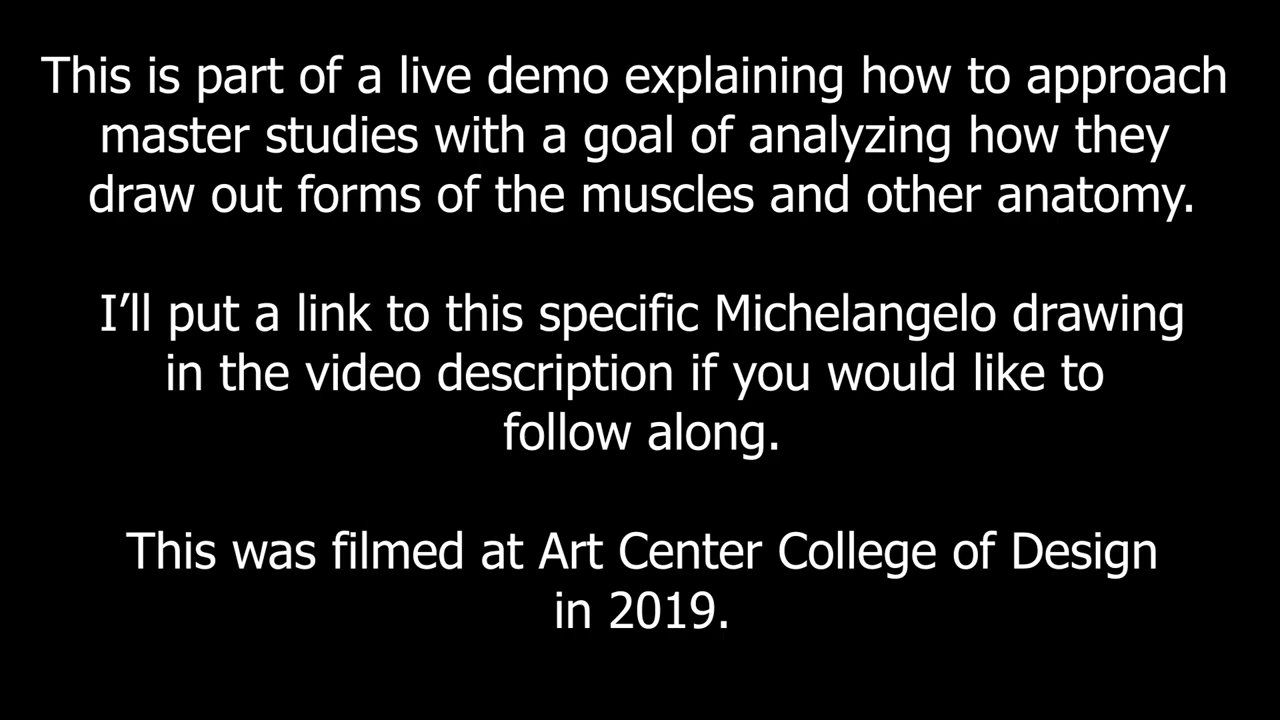 This is part of a live demo explaining how to approach
master studies with a goal of analyzing how they
draw out forms of the muscles and other anatomy.
I’ll put a link to this specific Michelangelo drawing
in the video description if you would like to
follow along.
This was filmed at Art Center College of Design
in 2019.